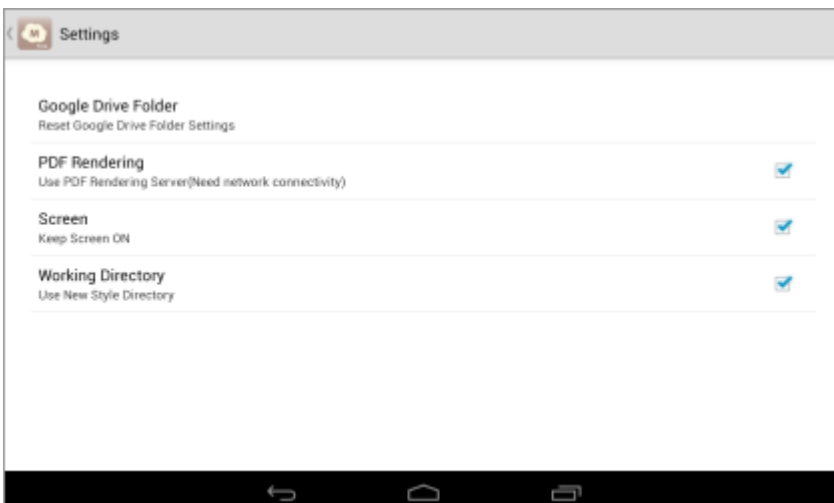 M
Settings
Google Drive Folder
Reset Google Drive Folder Settings
PDF Rendering
Use PDF Rendering Server(Need network connectivity)
Screen
Keep Screen ON
Working Directory
Use New Style Directory